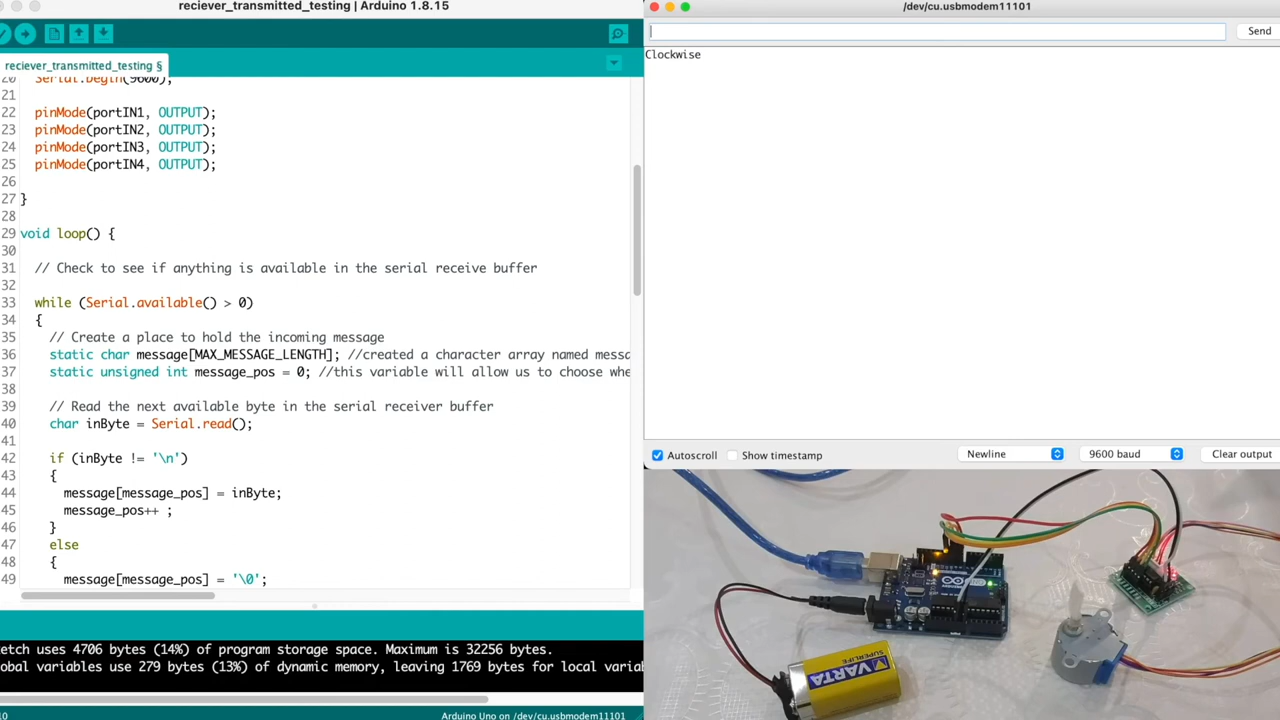 reciever_transmitted_testing | Arduino 1.8.15
reciever_transmitted_testing §
20 Serial.begin(9600);
21
22 pinMode(portIN1, OUTPUT);
23 pinMode(portIN2, OUTPUT);
24 pinMode(portIN3, OUTPUT);
25 pinMode(portIN4, OUTPUT);
26
27 }
28
29 void loop() {
30
31 // Check to see if anything is available in the serial receive buffer
32
33 while (Serial.available() > 0)
34 {
35 // Create a place to hold the incoming message
36 static char message[MAX_MESSAGE_LENGTH]; //created a character array named messa
37 static unsigned int message_pos = 0; //this variable will allow us to choose whe
38
39 // Read the next available byte in the serial receiver buffer
40 char inByte = Serial.read();
41
42 if (inByte != '\n')
43 {
44 message[message_pos] = inByte;
45 message_pos++ ;
46 }
47 else
48 {
49 message[message_pos] = '\0';
etch uses 4706 bytes (14%) of program storage space. Maximum is 32256 bytes.
obal variables use 279 bytes (13%) of dynamic memory, leaving 1769 bytes for local variab
10
Arduino Uno on /dev/cu.usbmodem11101
/dev/cu.usbmodem11101
Send
Clockwise
Autoscroll
Show timestamp
Newline
9600 baud
Clear output
SUPERLIFE
VARTA